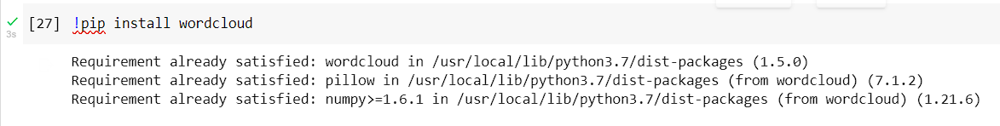 [27] !pip install wordcloud
3s
Requirement already satisfied: wordcloud in /usr/local/lib/python3.7/dist-packages (1.5.0)
Requirement already satisfied: pillow in /usr/local/lib/python3.7/dist-packages (from wordcloud) (7.1.2)
Requirement already satisfied: numpy>=1.6.1 in /usr/local/lib/python3.7/dist-packages (from wordcloud) (1.21.6)